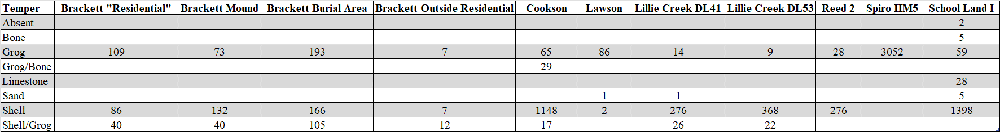 Temper Brackett "Residential" Brackett Mound Brackett Burial Area Brackett Outside Residential Cookson Lawson Lillie Creek DL41 Lillie Creek DL53 Reed 2 Spiro HM5 School Land I
Absent 2
Bone 5
Grog 109 73 193 7 65 86 14 9 28 3052 59
Grog/Bone 29
Limestone 28
Sand 1 1 5
Shell 86 132 166 7 1148 2 276 368 276 1398
Shell/Grog 40 40 105 12 17 26 22